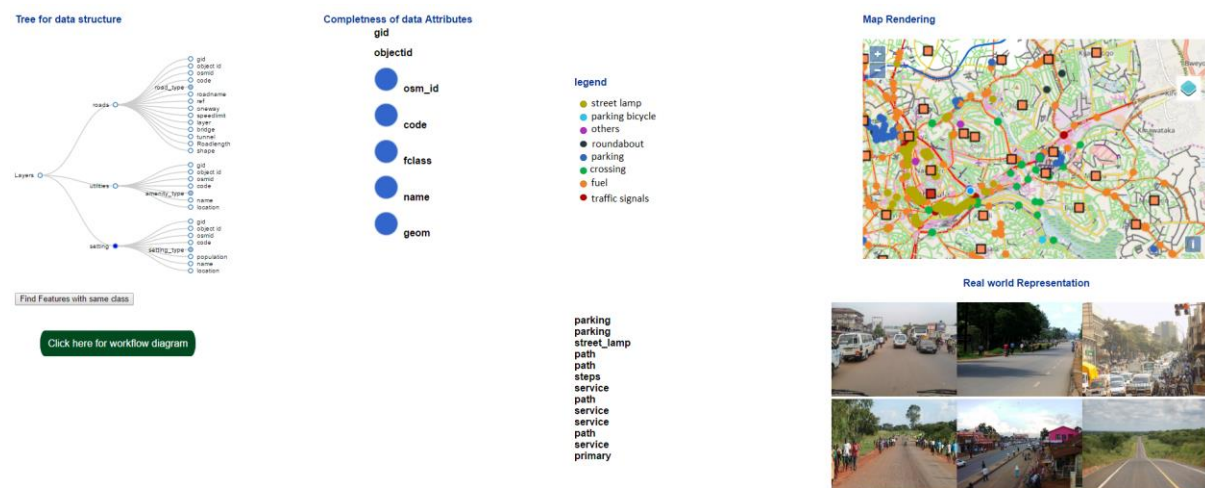 Tree for data structure
Completness of data Attributes
Map Rendering
gid
objectid
osm_id
code
fclass
name
geom
legend
street lamp
parking bicycle
others
roundabout
parking
crossing
fuel
traffic signals
Layers
roads
gid
object id
osmid
code
road_type
roadname
ref
oneway
speedlimit
layer
bridge
tunnel
Roadlength
shape
utilities
gid
object id
osmid
code
amenity_type
name
location
setting
gid
object id
osmid
code
setting_type
population
name
location
Find Features with same class
Click here for workflow diagram
parking
parking
street_lamp
path
path
steps
service
path
service
service
path
service
primary
Real world Representation